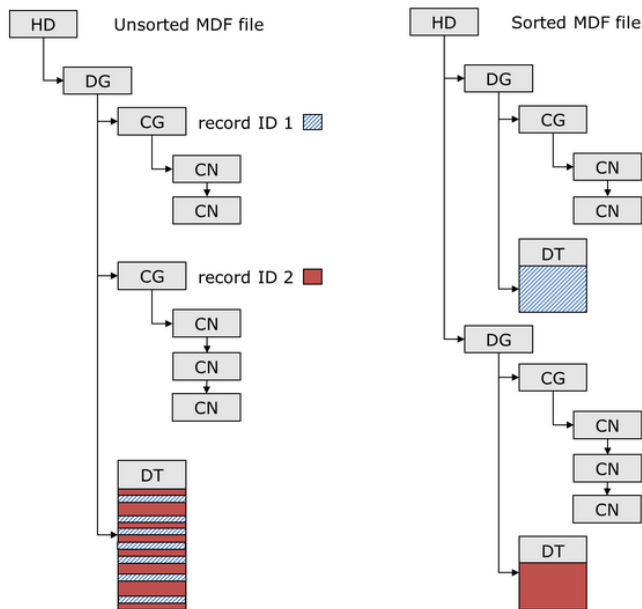 HD
Unsorted MDF file
DG
CG
record ID 1
CN
CN
CG
record ID 2
CN
CN
CN
DT
HD
Sorted MDF file
DG
CG
CN
CN
DT
DG
CG
CN
CN
CN
DT